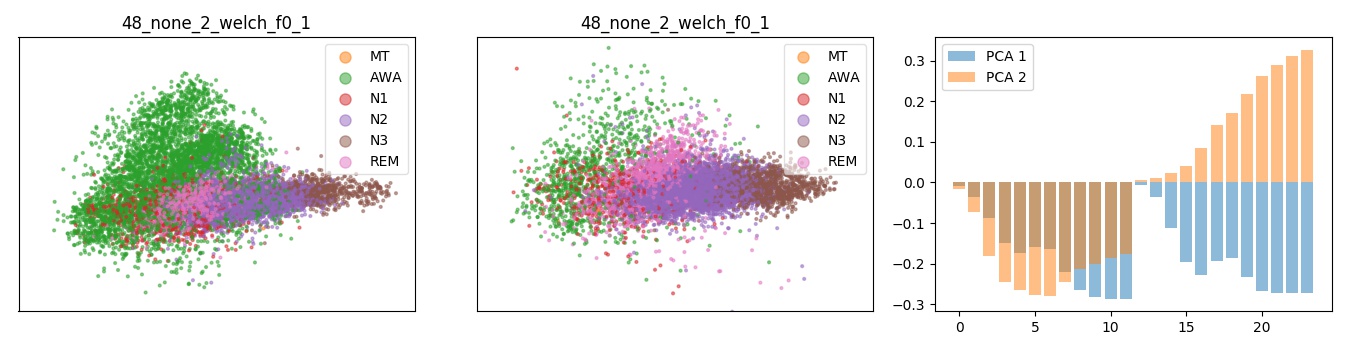 48_none_2_welch_f0_1
MT
AWA
N1
N2
N3
REM
48_none_2_welch_f0_1
MT
AWA
N1
N2
N3
REM
PCA 1
PCA 2
0.3
0.2
0.1
0.0
−0.1
−0.2
−0.3
0
5
10
15
20